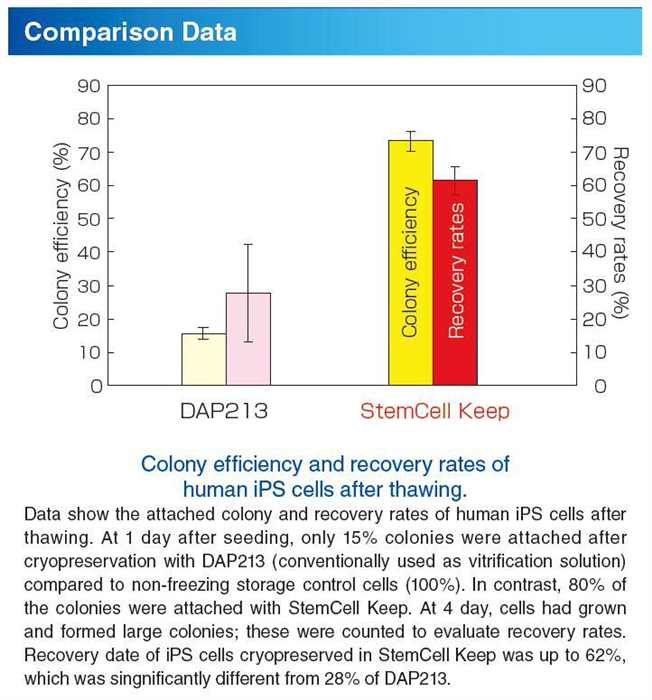 Comparison Data
90
80
70
60
50
40
30
20
10
0
Colony efficiency (%)
90
80
70
60
50
40
30
20
10
0
Recovery rates (%)
Colony efficiency
Recovery rates
DAP213
StemCell Keep
Colony efficiency and recovery rates of
human iPS cells after thawing.
Data show the attached colony and recovery rates of human iPS cells after
thawing. At 1 day after seeding, only 15% colonies were attached after
cryopreservation with DAP213 (conventionally used as vitrification solution)
compared to non-freezing storage control cells (100%). In contrast, 80% of
the colonies were attached with StemCell Keep. At 4 day, cells had grown
and formed large colonies; these were counted to evaluate recovery rates.
Recovery date of iPS cells cryopreserved in StemCell Keep was up to 62%,
which was singnificantly different from 28% of DAP213.